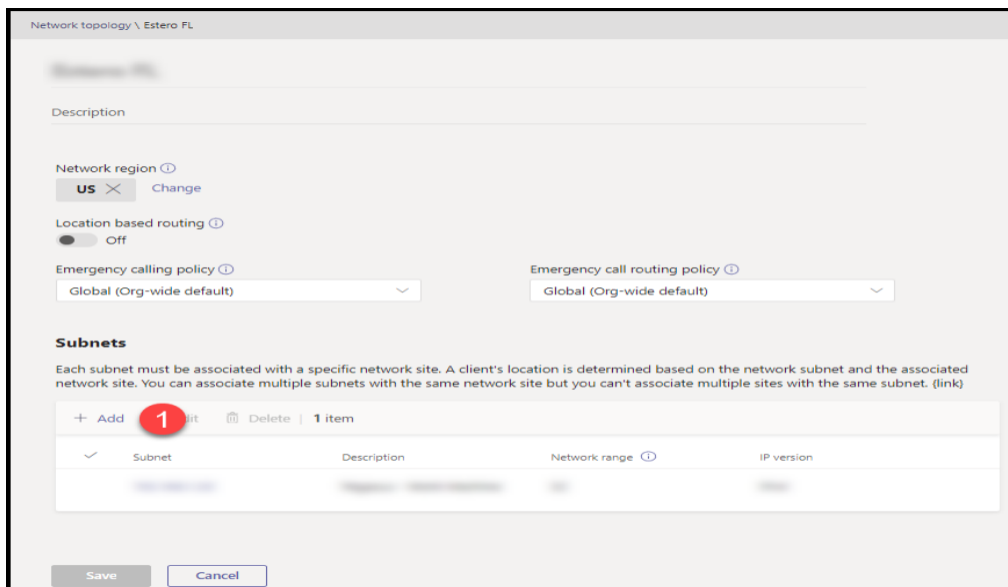 Network topology \ Estero FL
Description
Network region
US Change
Location based routing
Off
Emergency calling policy Emergency call routing policy
Global (Org-wide default) Global (Org-wide default)
Subnets
Each subnet must be associated with a specific network site. A client's location is determined based on the network subnet and the associated
network site. You can associate multiple subnets with the same network site but you can't associate multiple sites with the same subnet. (link)
+ Add 1 Delete | 1 item
Subnet Description Network range IP version
Save Cancel